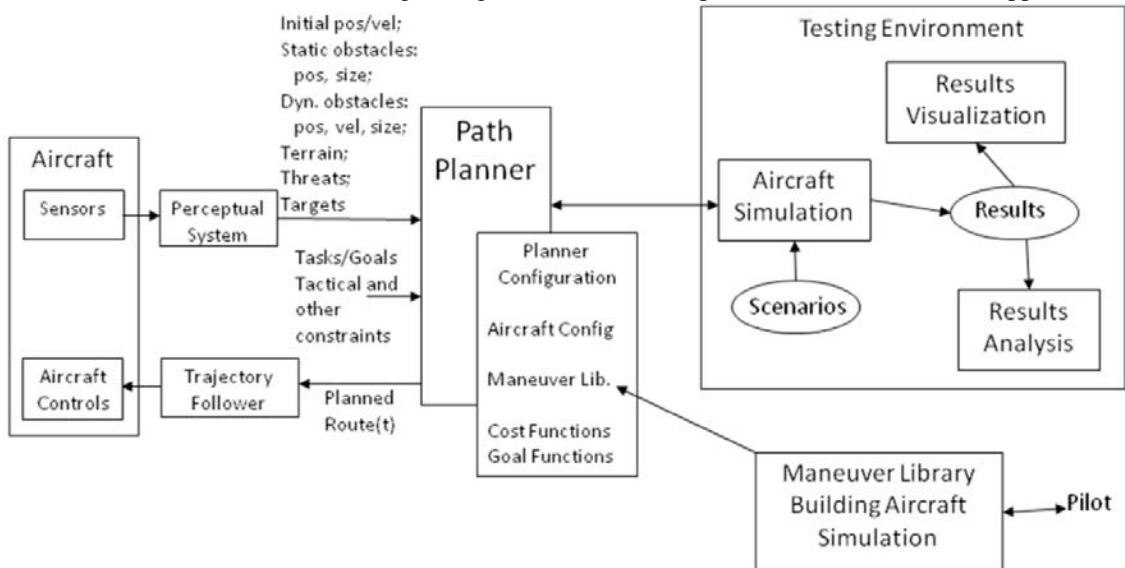 Initial pos/vel;
Static obstacles:
pos, size;
Dyn. obstacles:
pos, vel, size;
Terrain;
Threats;
Targets
Aircraft
Sensors
Perceptual
System
Tasks/Goals
Tactical and
other
constraints
Aircraft
Controls
Trajectory
Follower
Planned
Route(t)
Path
Planner
Planner
Configuration
Aircraft Config
Maneuver Lib.
Cost Functions
Goal Functions
Testing Environment
Results
Visualization
Aircraft
Simulation
Results
Scenarios
Results
Analysis
Maneuver Library
Building Aircraft
Simulation
Pilot